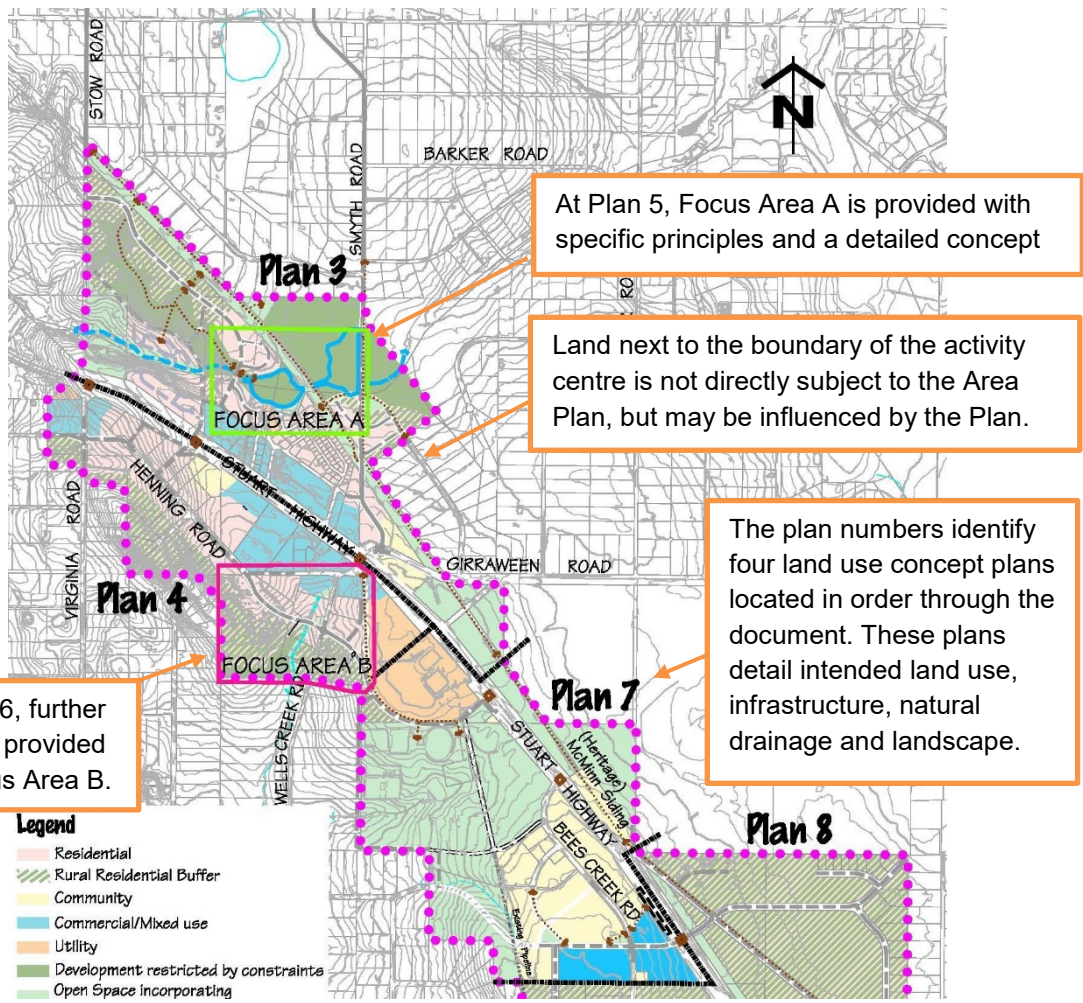 STOW ROAD
N
BARKER ROAD
SMYTH ROAD
At Plan 5, Focus Area A is provided with
specific principles and a detailed concept
Plan 3
RO
Land next to the boundary of the activity
centre is not directly subject to the Area
Plan, but may be influenced by the Plan.
FOCUS AREA A
STUART HIGHWAY
HENNING ROAD
VIRGINIA ROAD
GIRRAWEEN ROAD
The plan numbers identify
four land use concept plans
located in order through the
document. These plans
detail intended land use,
infrastructure, natural
drainage and landscape.
Plan 4
FOCUS AREA B
6, further
provided
us Area B.
WELLS CREEK RD
Plan 7
STUART HIGHWAY
(Heritage)
McMinn Siding
BEES CREEK RD
Plan 8
Existing Pipeline
Legend
Residential
Rural Residential Buffer
Community
Commercial/Mixed use
Utility
Development restricted by constraints
Open Space incorporating